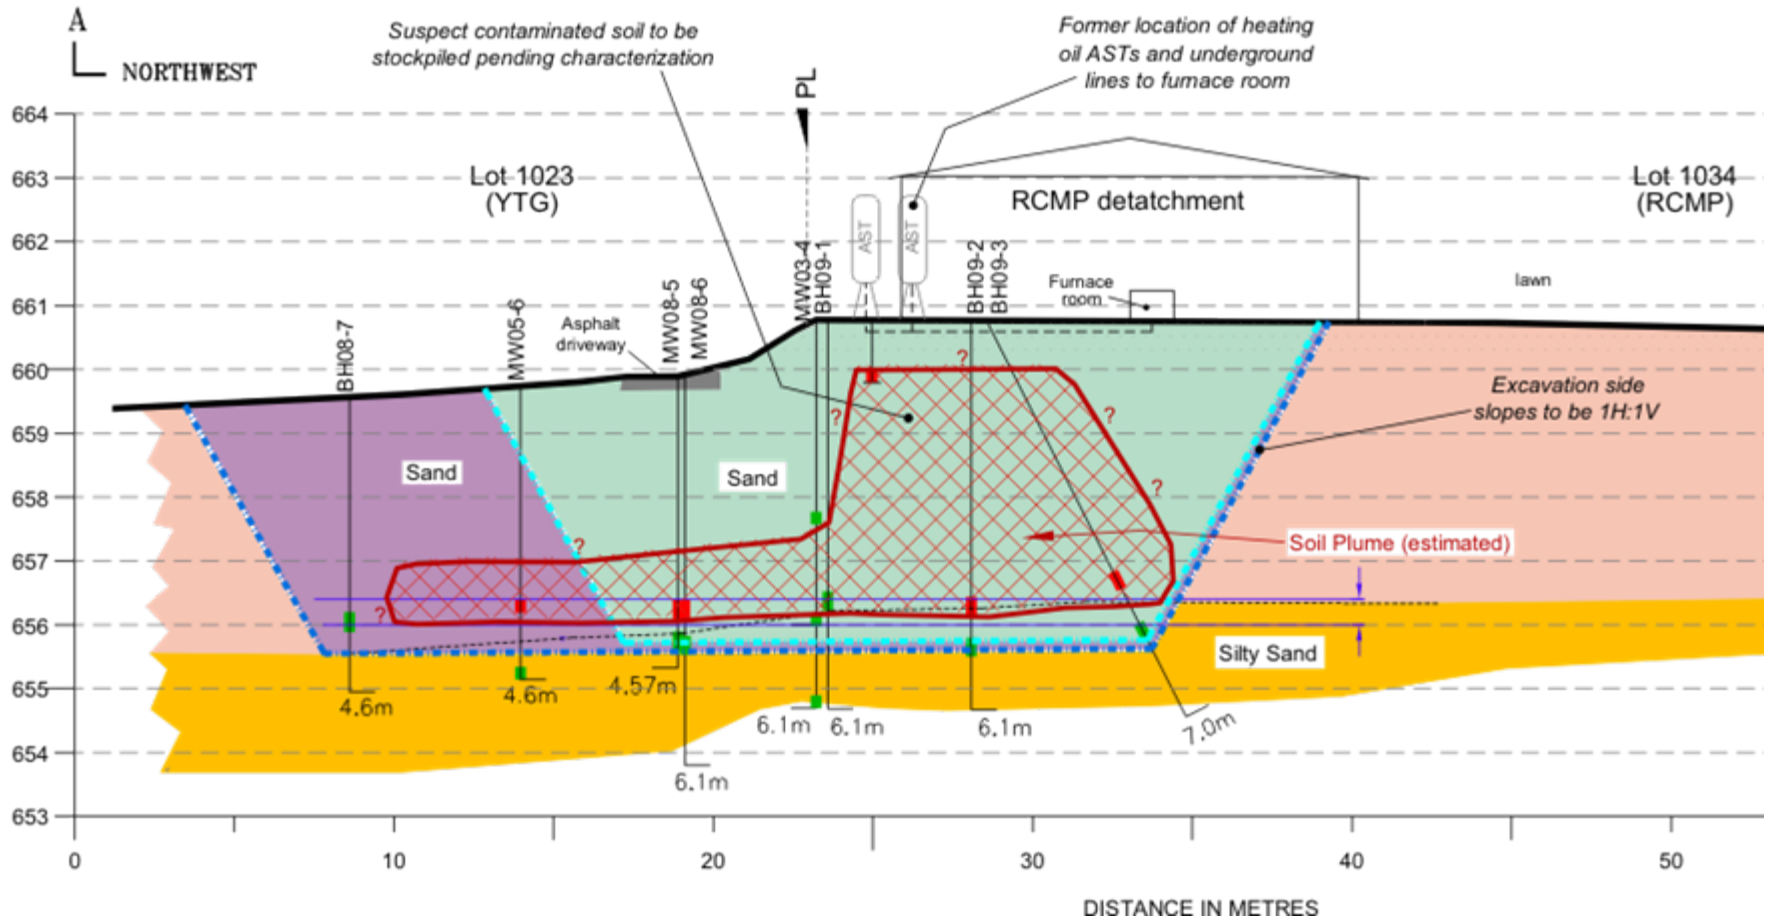 A
NORTHWEST
Suspect contaminated soil to be
stockpiled pending characterization
PL
Former location of heating
oil ASTs and underground
lines to furnace room
664
663
662
661
660
659
658
657
656
655
654
653
Lot 1023
(YTG)
RCMP detatchment
Lot 1034
(RCMP)
AST
AST
BH08-7
MW05-6
Asphalt
driveway
MW08-5
MW08-6
MW03-4
BH09-1
BH09-2
BH09-3
Furnace
room
lawn
Excavation side
slopes to be 1H:1V
Sand
Sand
?
?
?
?
?
?
Soil Plume (estimated)
Silty Sand
4.6m
4.6m
4.57m
6.1m
6.1m
6.1m
6.1m
7.0m
0
10
20
30
40
50
DISTANCE IN METRES